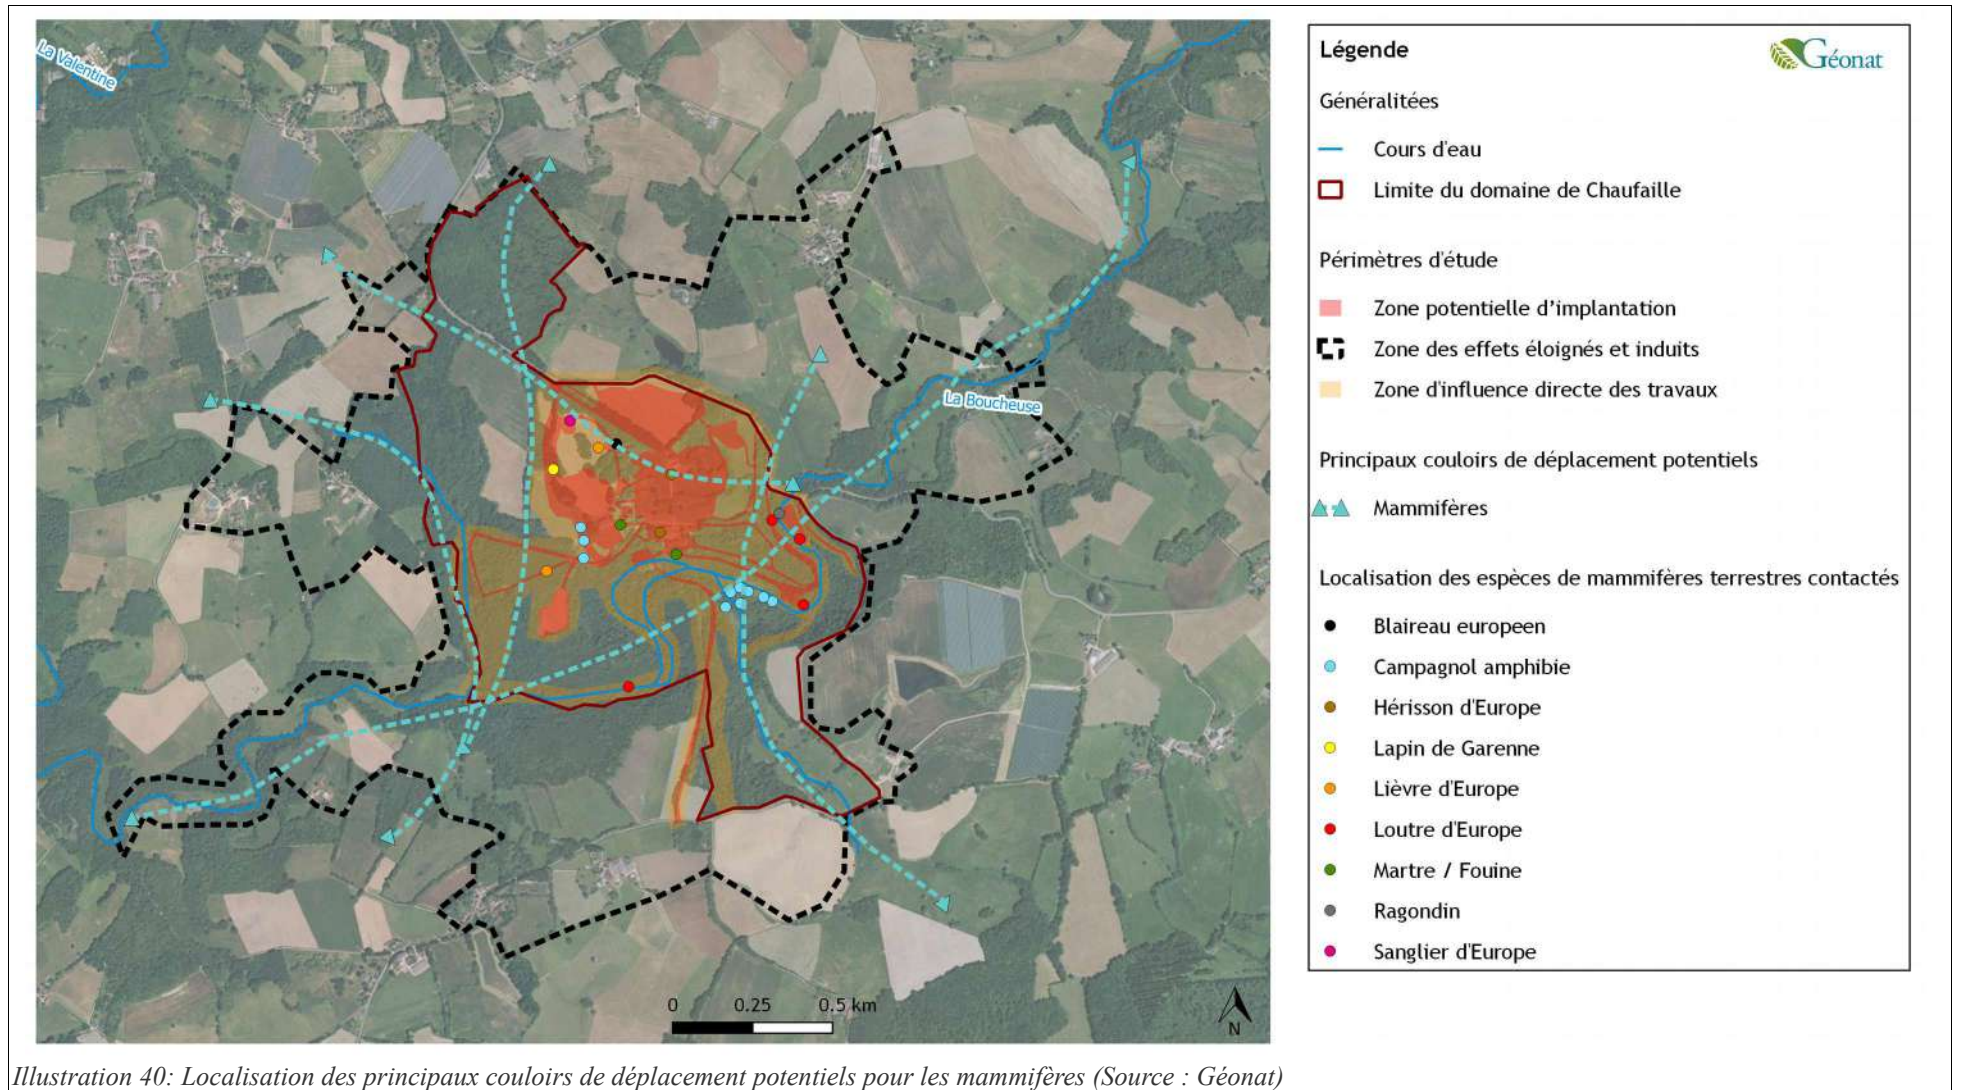 La Valentine
La Boucheuse
0 0.25 0.5 km
N
Légende
Géonat
Généralitées
Cours d'eau
Limite du domaine de Chaufaille
Périmètres d'étude
Zone potentielle d'implantation
Zone des effets éloignés et induits
Zone d'influence directe des travaux
Principaux couloirs de déplacement potentiels
Mammifères
Localisation des espèces de mammifères terrestres contactés
Blaireau europeen
Campagnol amphibie
Hérisson d'Europe
Lapin de Garenne
Lièvre d'Europe
Loutre d'Europe
Martre / Fouine
Ragondin
Sanglier d'Europe
Illustration 40: Localisation des principaux couloirs de déplacement potentiels pour les mammifères (Source : Géonat)